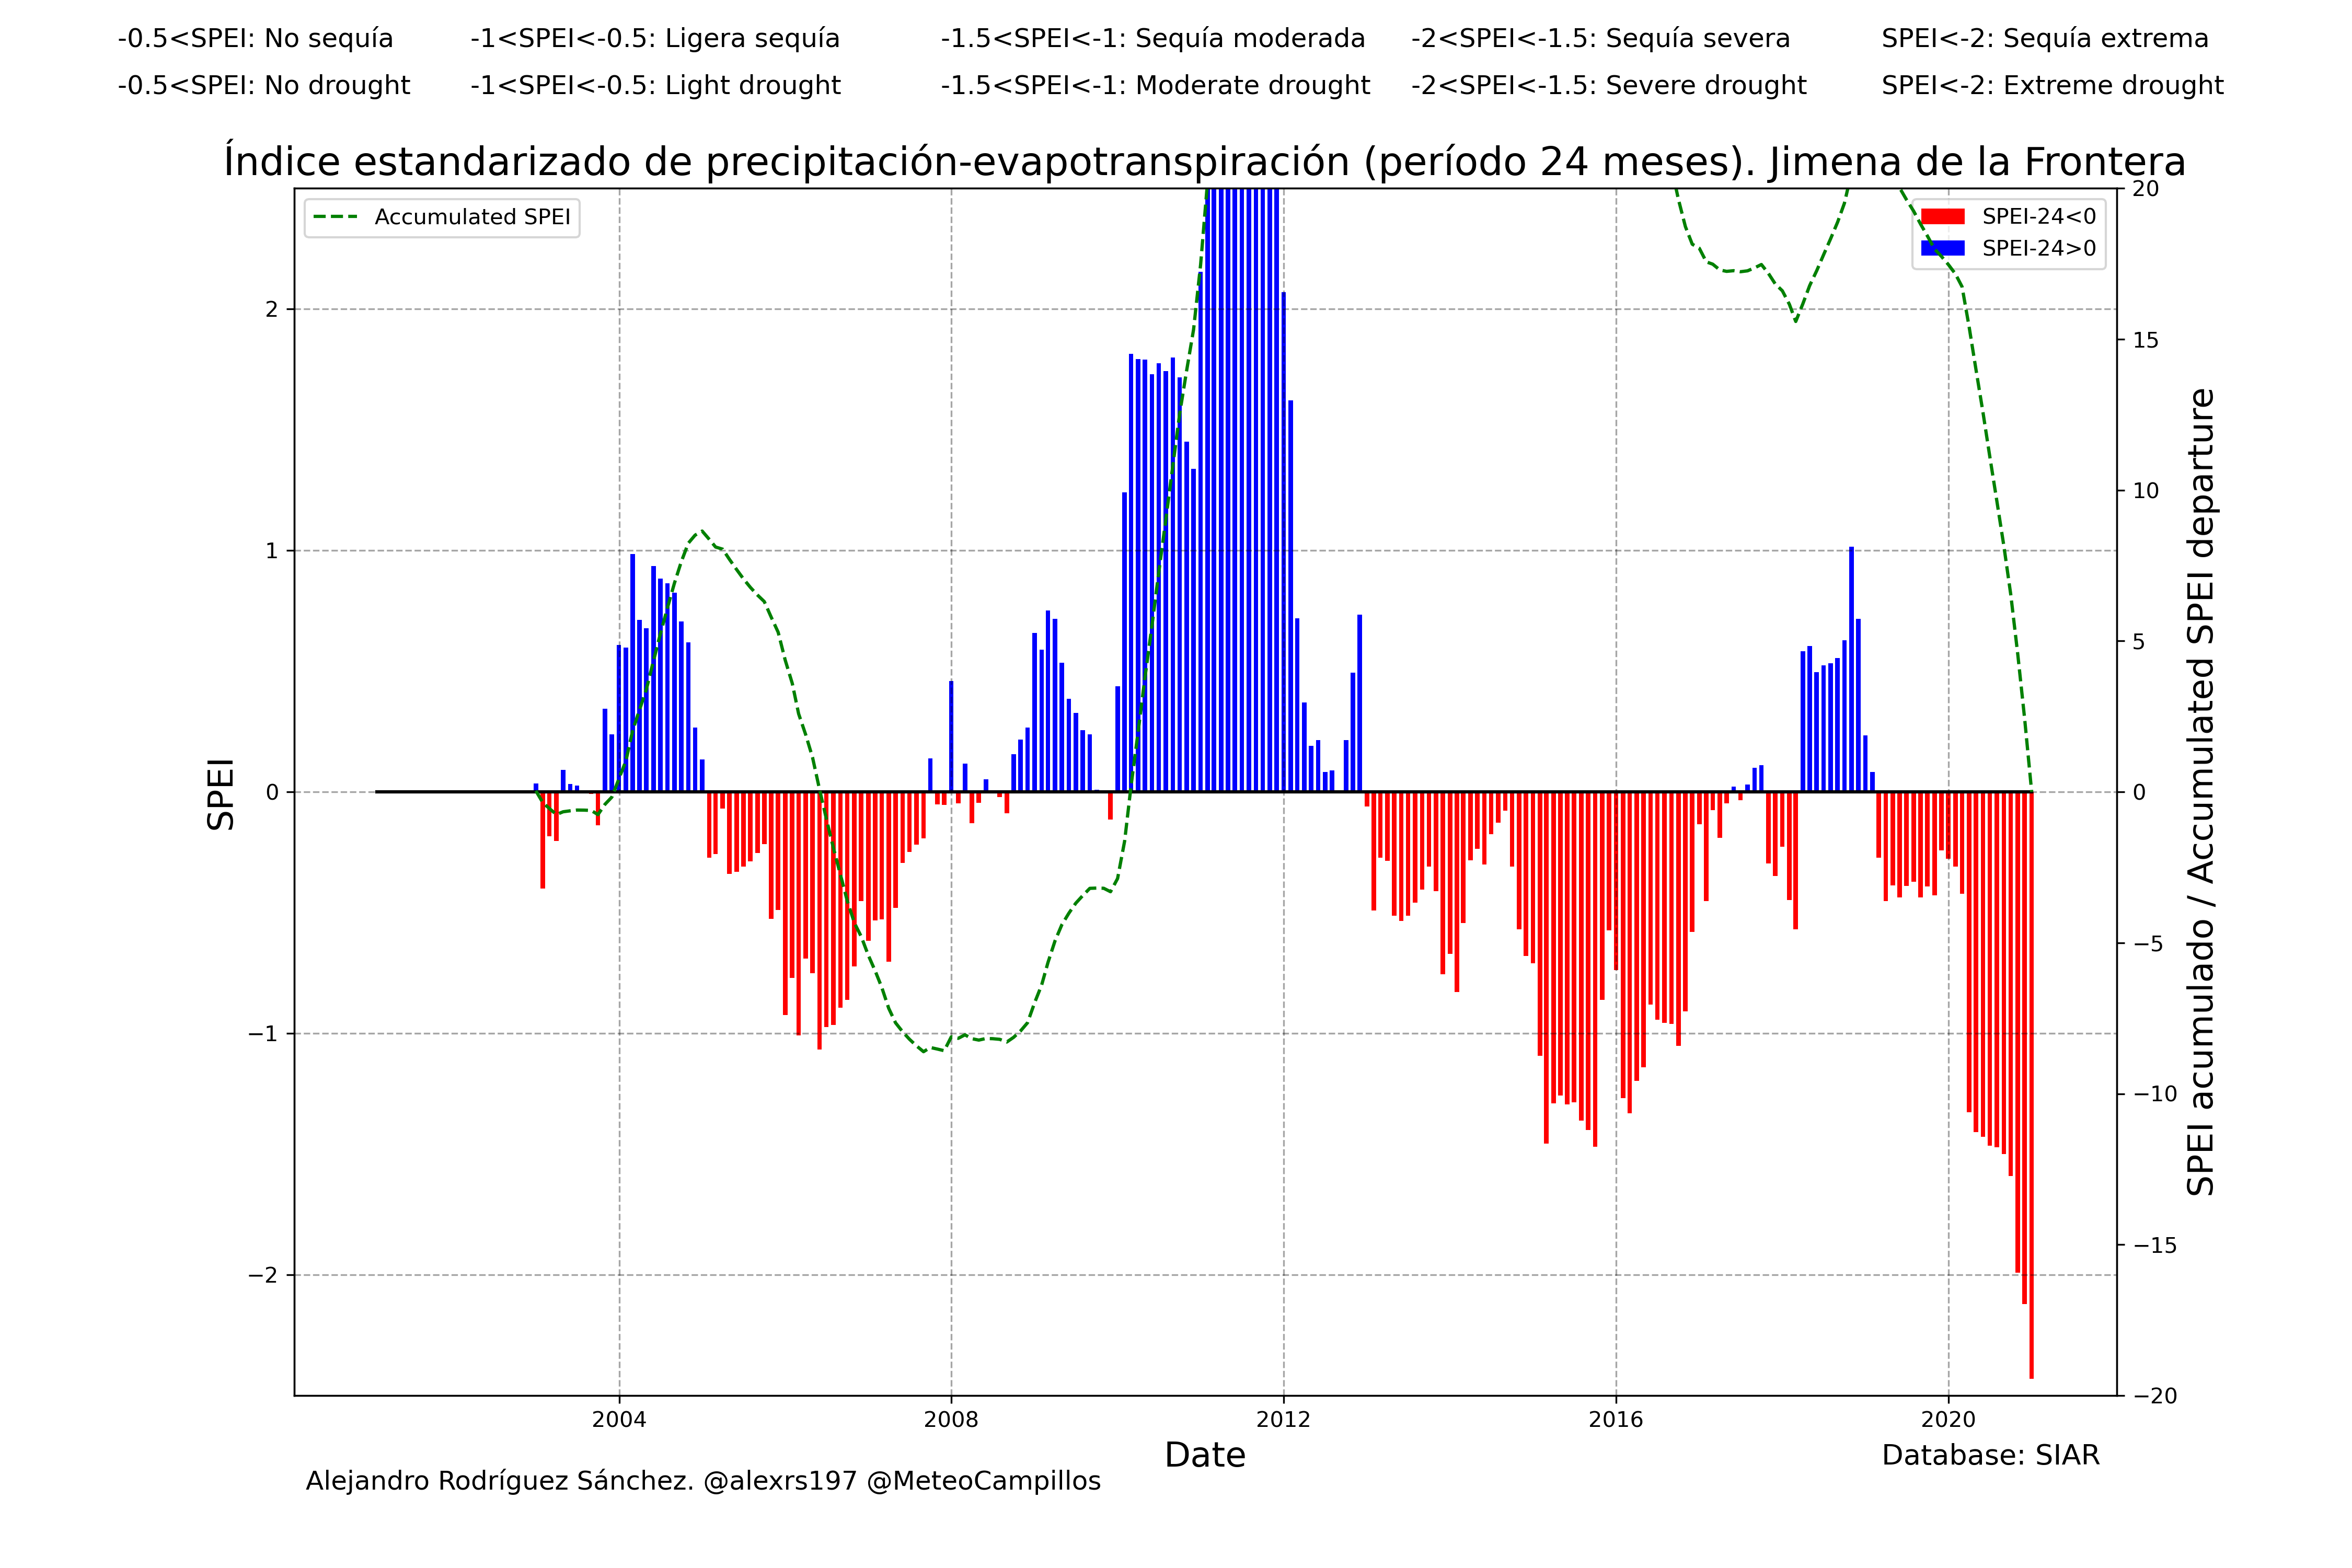 -0.5<SPEI: No sequía -1<SPEI<-0.5: Ligera sequía -1.5<SPEI<-1: Sequía moderada -2<SPEI<-1.5: Sequía severa SPEI<-2: Sequía extrema
-0.5<SPEI: No drought -1<SPEI<-0.5: Light drought -1.5<SPEI<-1: Moderate drought -2<SPEI<-1.5: Severe drought SPEI<-2: Extreme drought
Índice estandarizado de precipitación-evapotranspiración (período 24 meses). Jimena de la Frontera
Accumulated SPEI
SPEI-24<0
SPEI-24>0
SPEI
2
1
0
−1
−2
20
15
10
5
0
−5
−10
−15
−20
SPEI acumulado / Accumulated SPEI departure
2004 2008 2012 2016 2020
Date
Database: SIAR
Alejandro Rodríguez Sánchez. @alexrs197 @MeteoCampillos